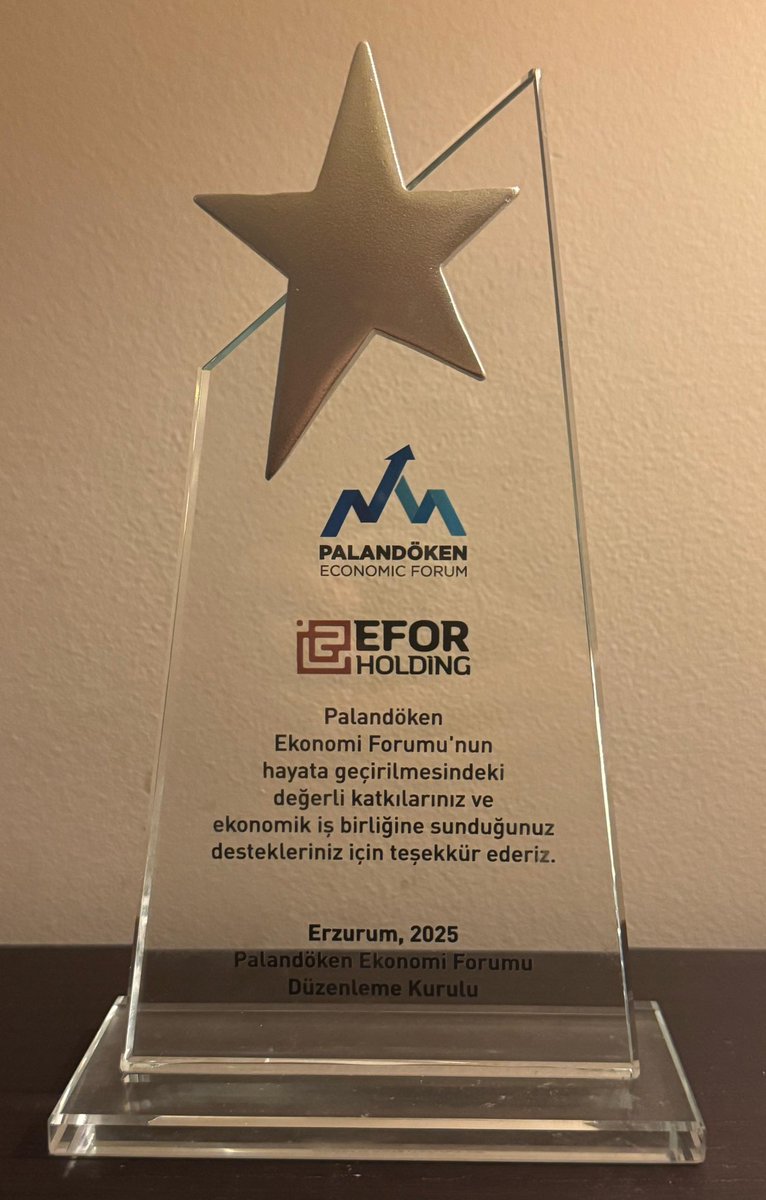 PALANDÖKEN
ECONOMIC FORUM
EFOR
HOLDING
Palandöken
Ekonomi Forumu'nun
hayata geçirilmesindeki
değerli katkılarınız ve
ekonomik iş birliğine sunduğunuz
destekleriniz için teşekkür ederiz.
Erzurum, 2025
Palandöken Ekonomi Forumu
Düzenleme Kurulu